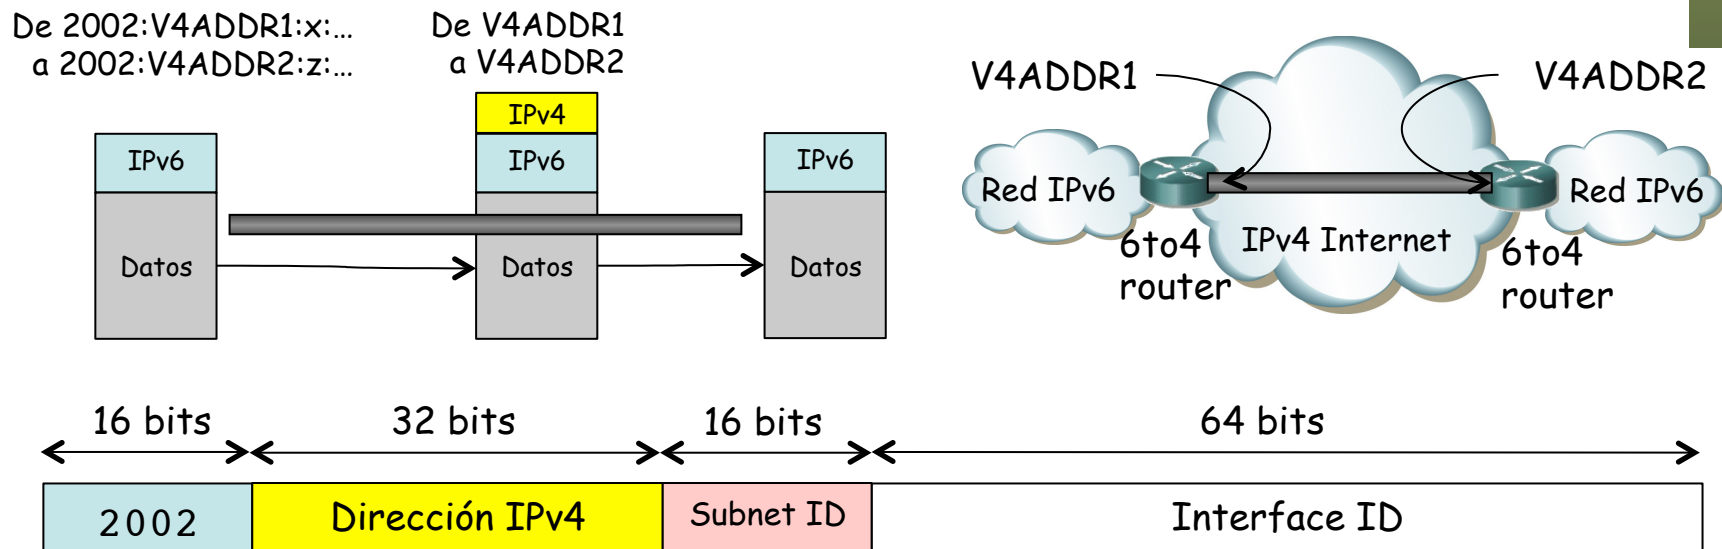 De 2002:V4ADDR1:x:...
a 2002:V4ADDR2:z:...
De V4ADDR1
a V4ADDR2
IPv6
Datos
IPv4
IPv6
Datos
IPv6
Datos
V4ADDR1
V4ADDR2
Red IPv6
Red IPv6
IPv4 Internet
6to4
router
6to4
router
16 bits
32 bits
16 bits
64 bits
2002
Dirección IPv4
Subnet ID
Interface ID